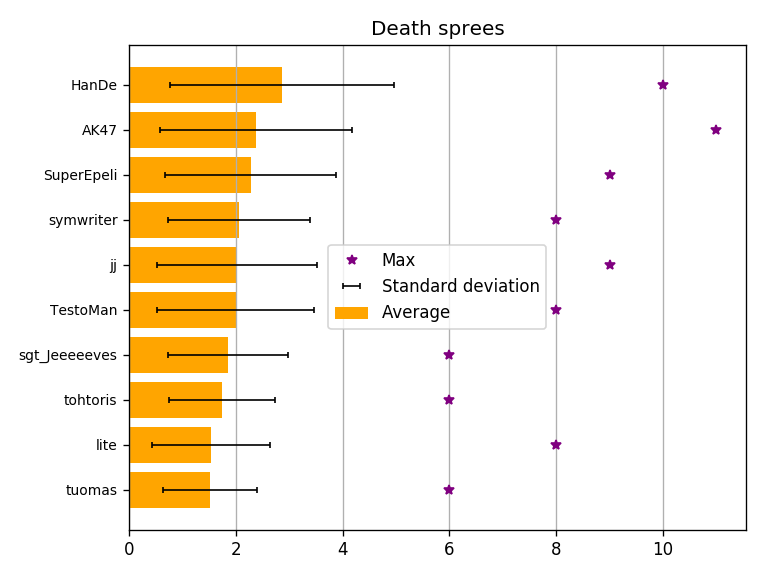 Death sprees
HanDe
AK47
SuperEpeli
symwriter
jj
TestoMan
sgt_Jeeeeeves
tohtoris
lite
tuomas
Max
Standard deviation
Average
0 2 4 6 8 10